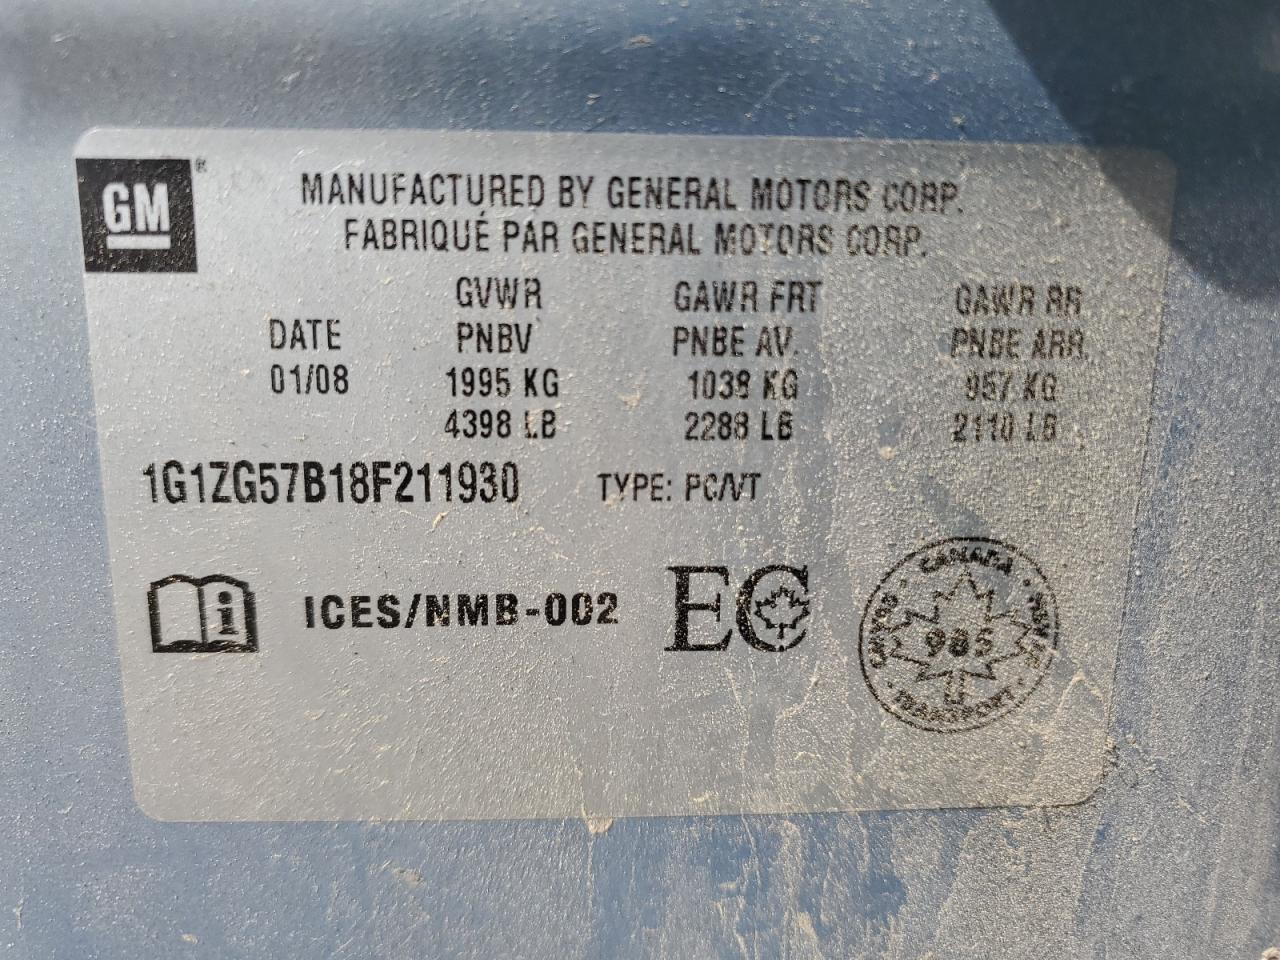 GM ®
MANUFACTURED BY GENERAL MOTORS CORP.
FABRIQUÉ PAR GENERAL MOTORS CORP.
GVWR GAWR FRT GAWR RR
DATE PNBV PNBE AV. PNBE ARR.
01/08 1995 KG 1038 KG 957 KG
4398 LB 2288 LB 2110 LB
1G1ZG57B18F211930 TYPE: PC/VT
i ICES/NMB-002 EC
CANADA
985
TRANSPORT